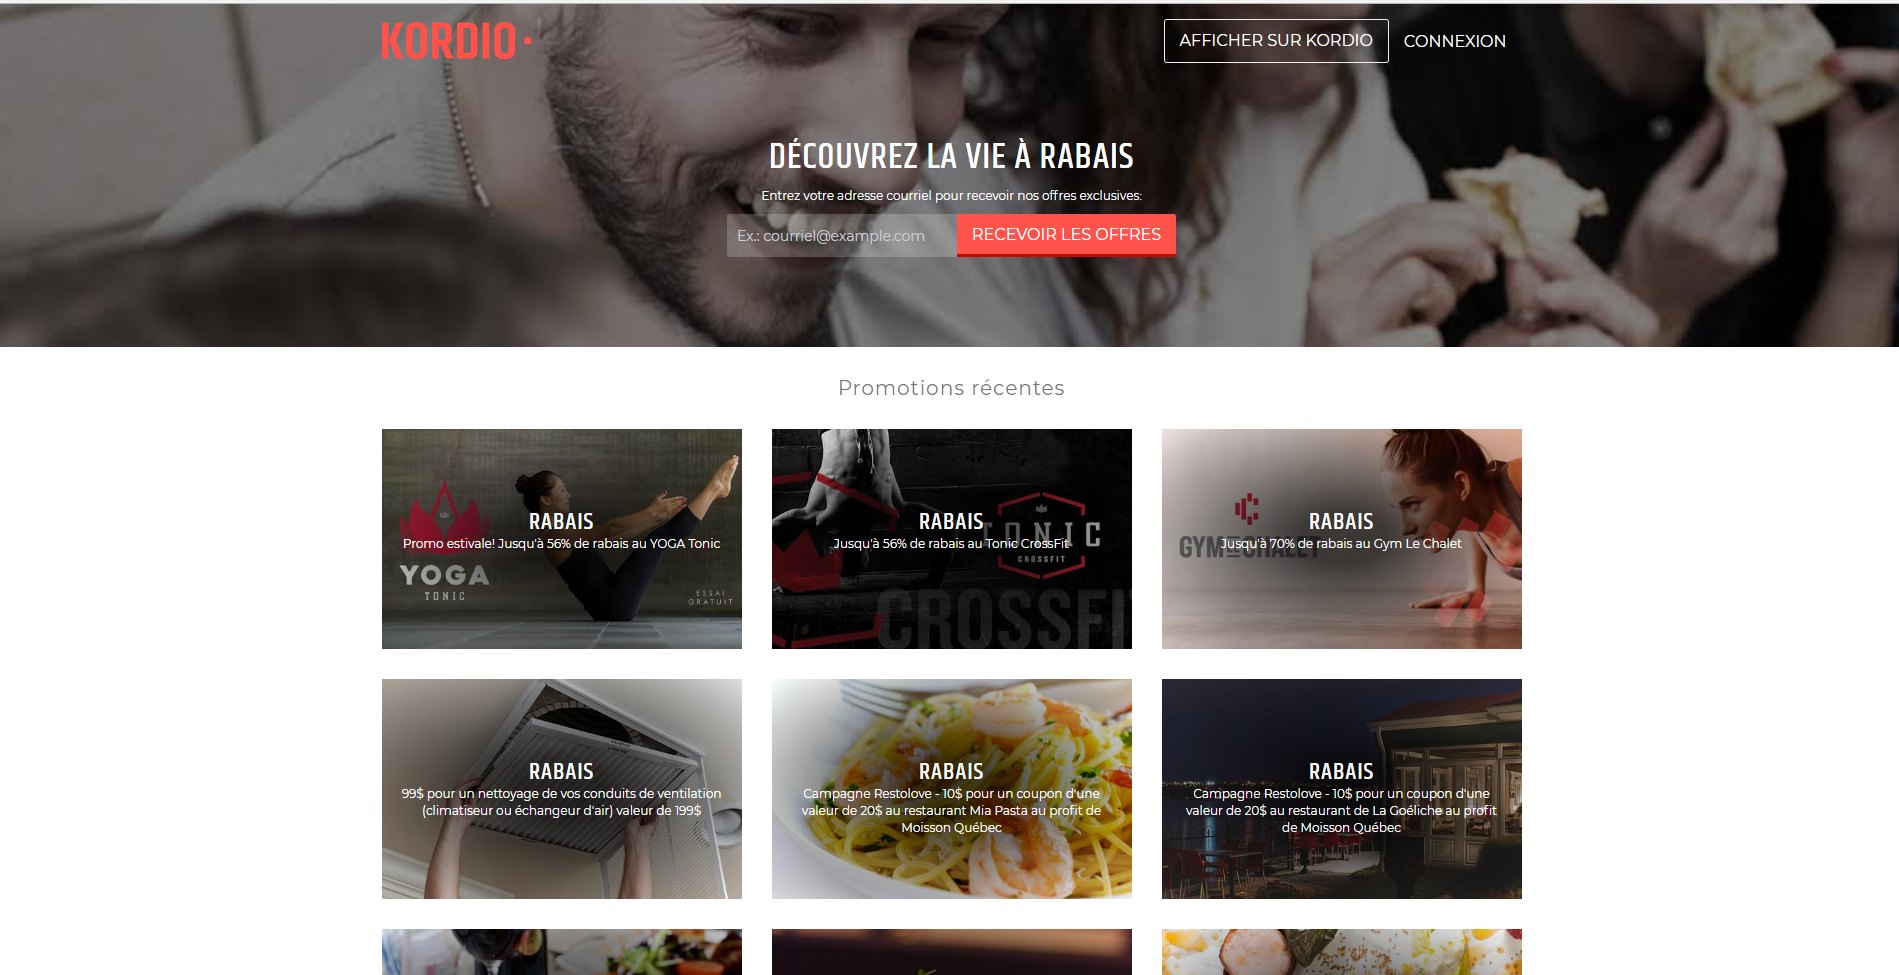 KORDIO
AFFICHER SUR KORDIO
CONNEXION
DÉCOUVREZ LA VIE À RABAIS
Entrez votre adresse courriel pour recevoir nos offres exclusives:
Ex.: courriel@example.com
RECEVOIR LES OFFRES
Promotions récentes
RABAIS
Promo estivale! Jusqu'à 56% de rabais au YOGA Tonic
YOGA
TONIC
ESSAI
GRATUIT
RABAIS
Jusqu'à 56% de rabais au Tonic CrossFit
TONIC
CROSSFIT
CROSSFIT
RABAIS
Jusqu'à 70% de rabais au Gym Le Chalet
GYM LE CHALET
RABAIS
99$ pour un nettoyage de vos conduits de ventilation
(climatiseur ou échangeur d'air) valeur de 199$
RABAIS
Campagne Restolove - 10$ pour un coupon d'une
valeur de 20$ au restaurant Mia Pasta au profit de
Moisson Québec
RABAIS
Campagne Restolove - 10$ pour un coupon d'une
valeur de 20$ au restaurant de La Goéliche au profit
de Moisson Québec